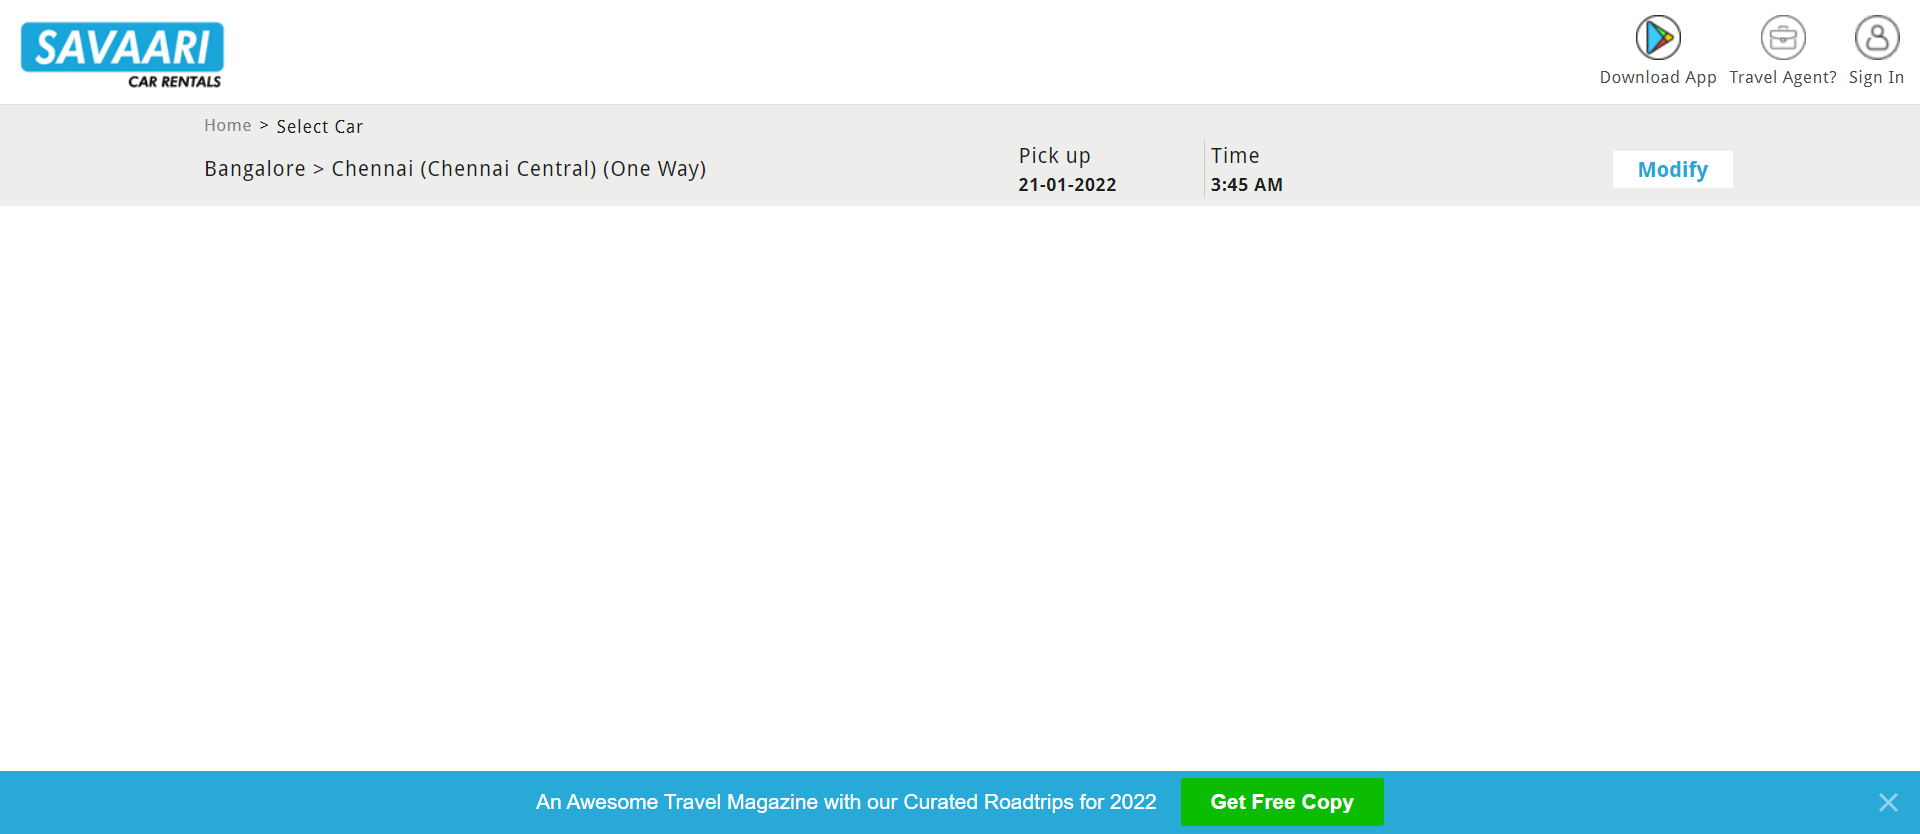 SAVAARI
CAR RENTALS
Download App
Travel Agent?
Sign In
Home > Select Car
Bangalore > Chennai (Chennai Central) (One Way)
Pick up
21-01-2022
Time
3:45 AM
Modify
An Awesome Travel Magazine with our Curated Roadtrips for 2022
Get Free Copy